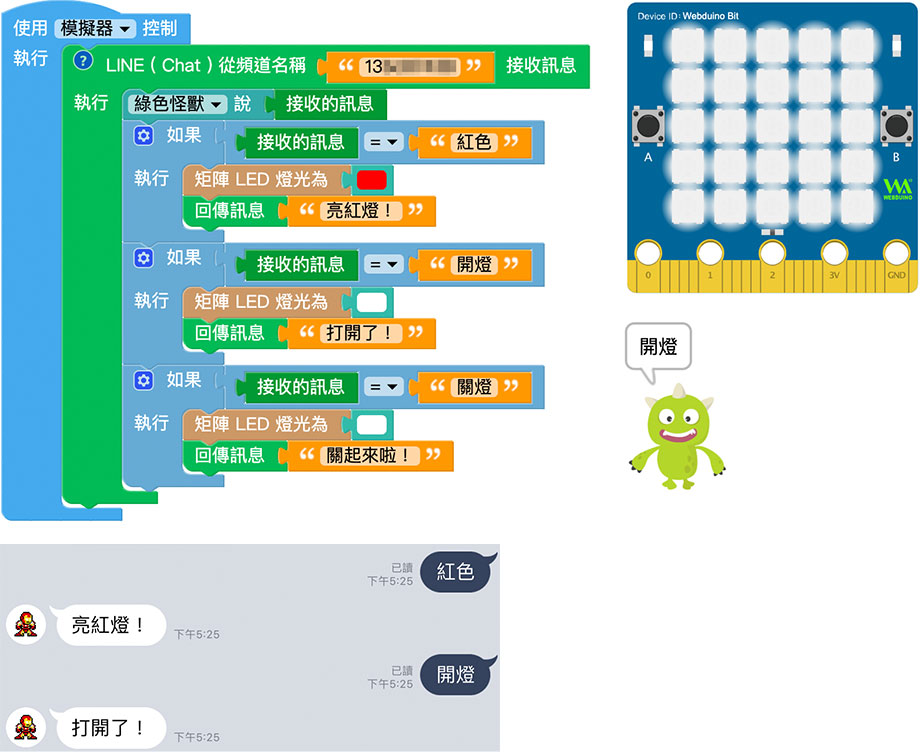 使用 模擬器 控制
執行
? LINE ( Chat ) 從頻道名稱 “ 13 ” 接收訊息
執行 綠色怪獸 說 接收的訊息
如果 接收的訊息 = “ 紅色 ”
執行 矩陣 LED 燈光為
回傳訊息 “ 亮紅燈！ ”
如果 接收的訊息 = “ 開燈 ”
執行 矩陣 LED 燈光為
回傳訊息 “ 打開了！ ”
如果 接收的訊息 = “ 關燈 ”
執行 矩陣 LED 燈光為
回傳訊息 “ 關起來啦！ ”
Device ID : Webduino Bit
A
B
WEBDUINO
0 1 2 3V GND
開燈
已讀
下午5:25
紅色
亮紅燈！
下午5:25
已讀
下午5:25
開燈
打開了！
下午5:25